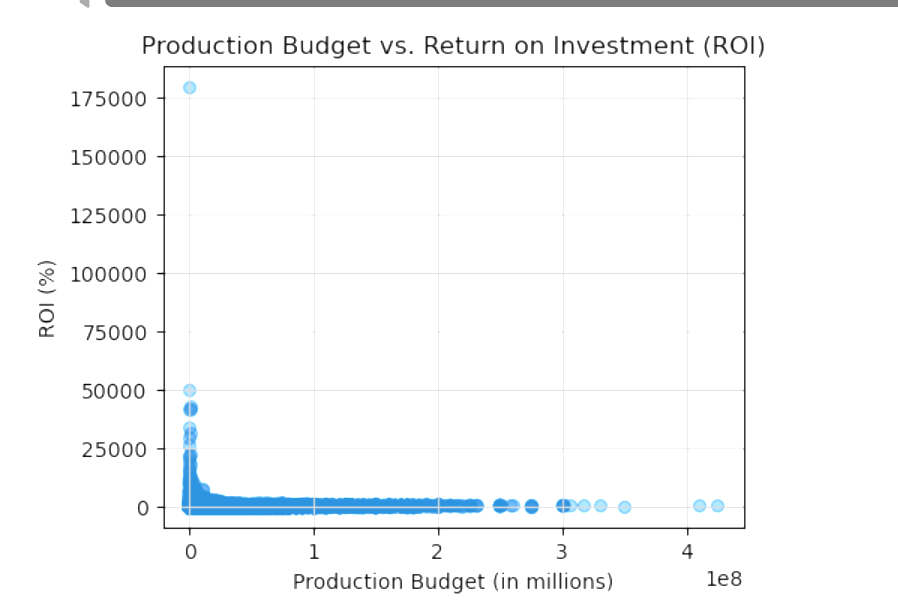 Production Budget vs. Return on Investment (ROI)
175000
150000
125000
100000
75000
50000
25000
0
ROI (%)
0 1 2 3 4
1e8
Production Budget (in millions)